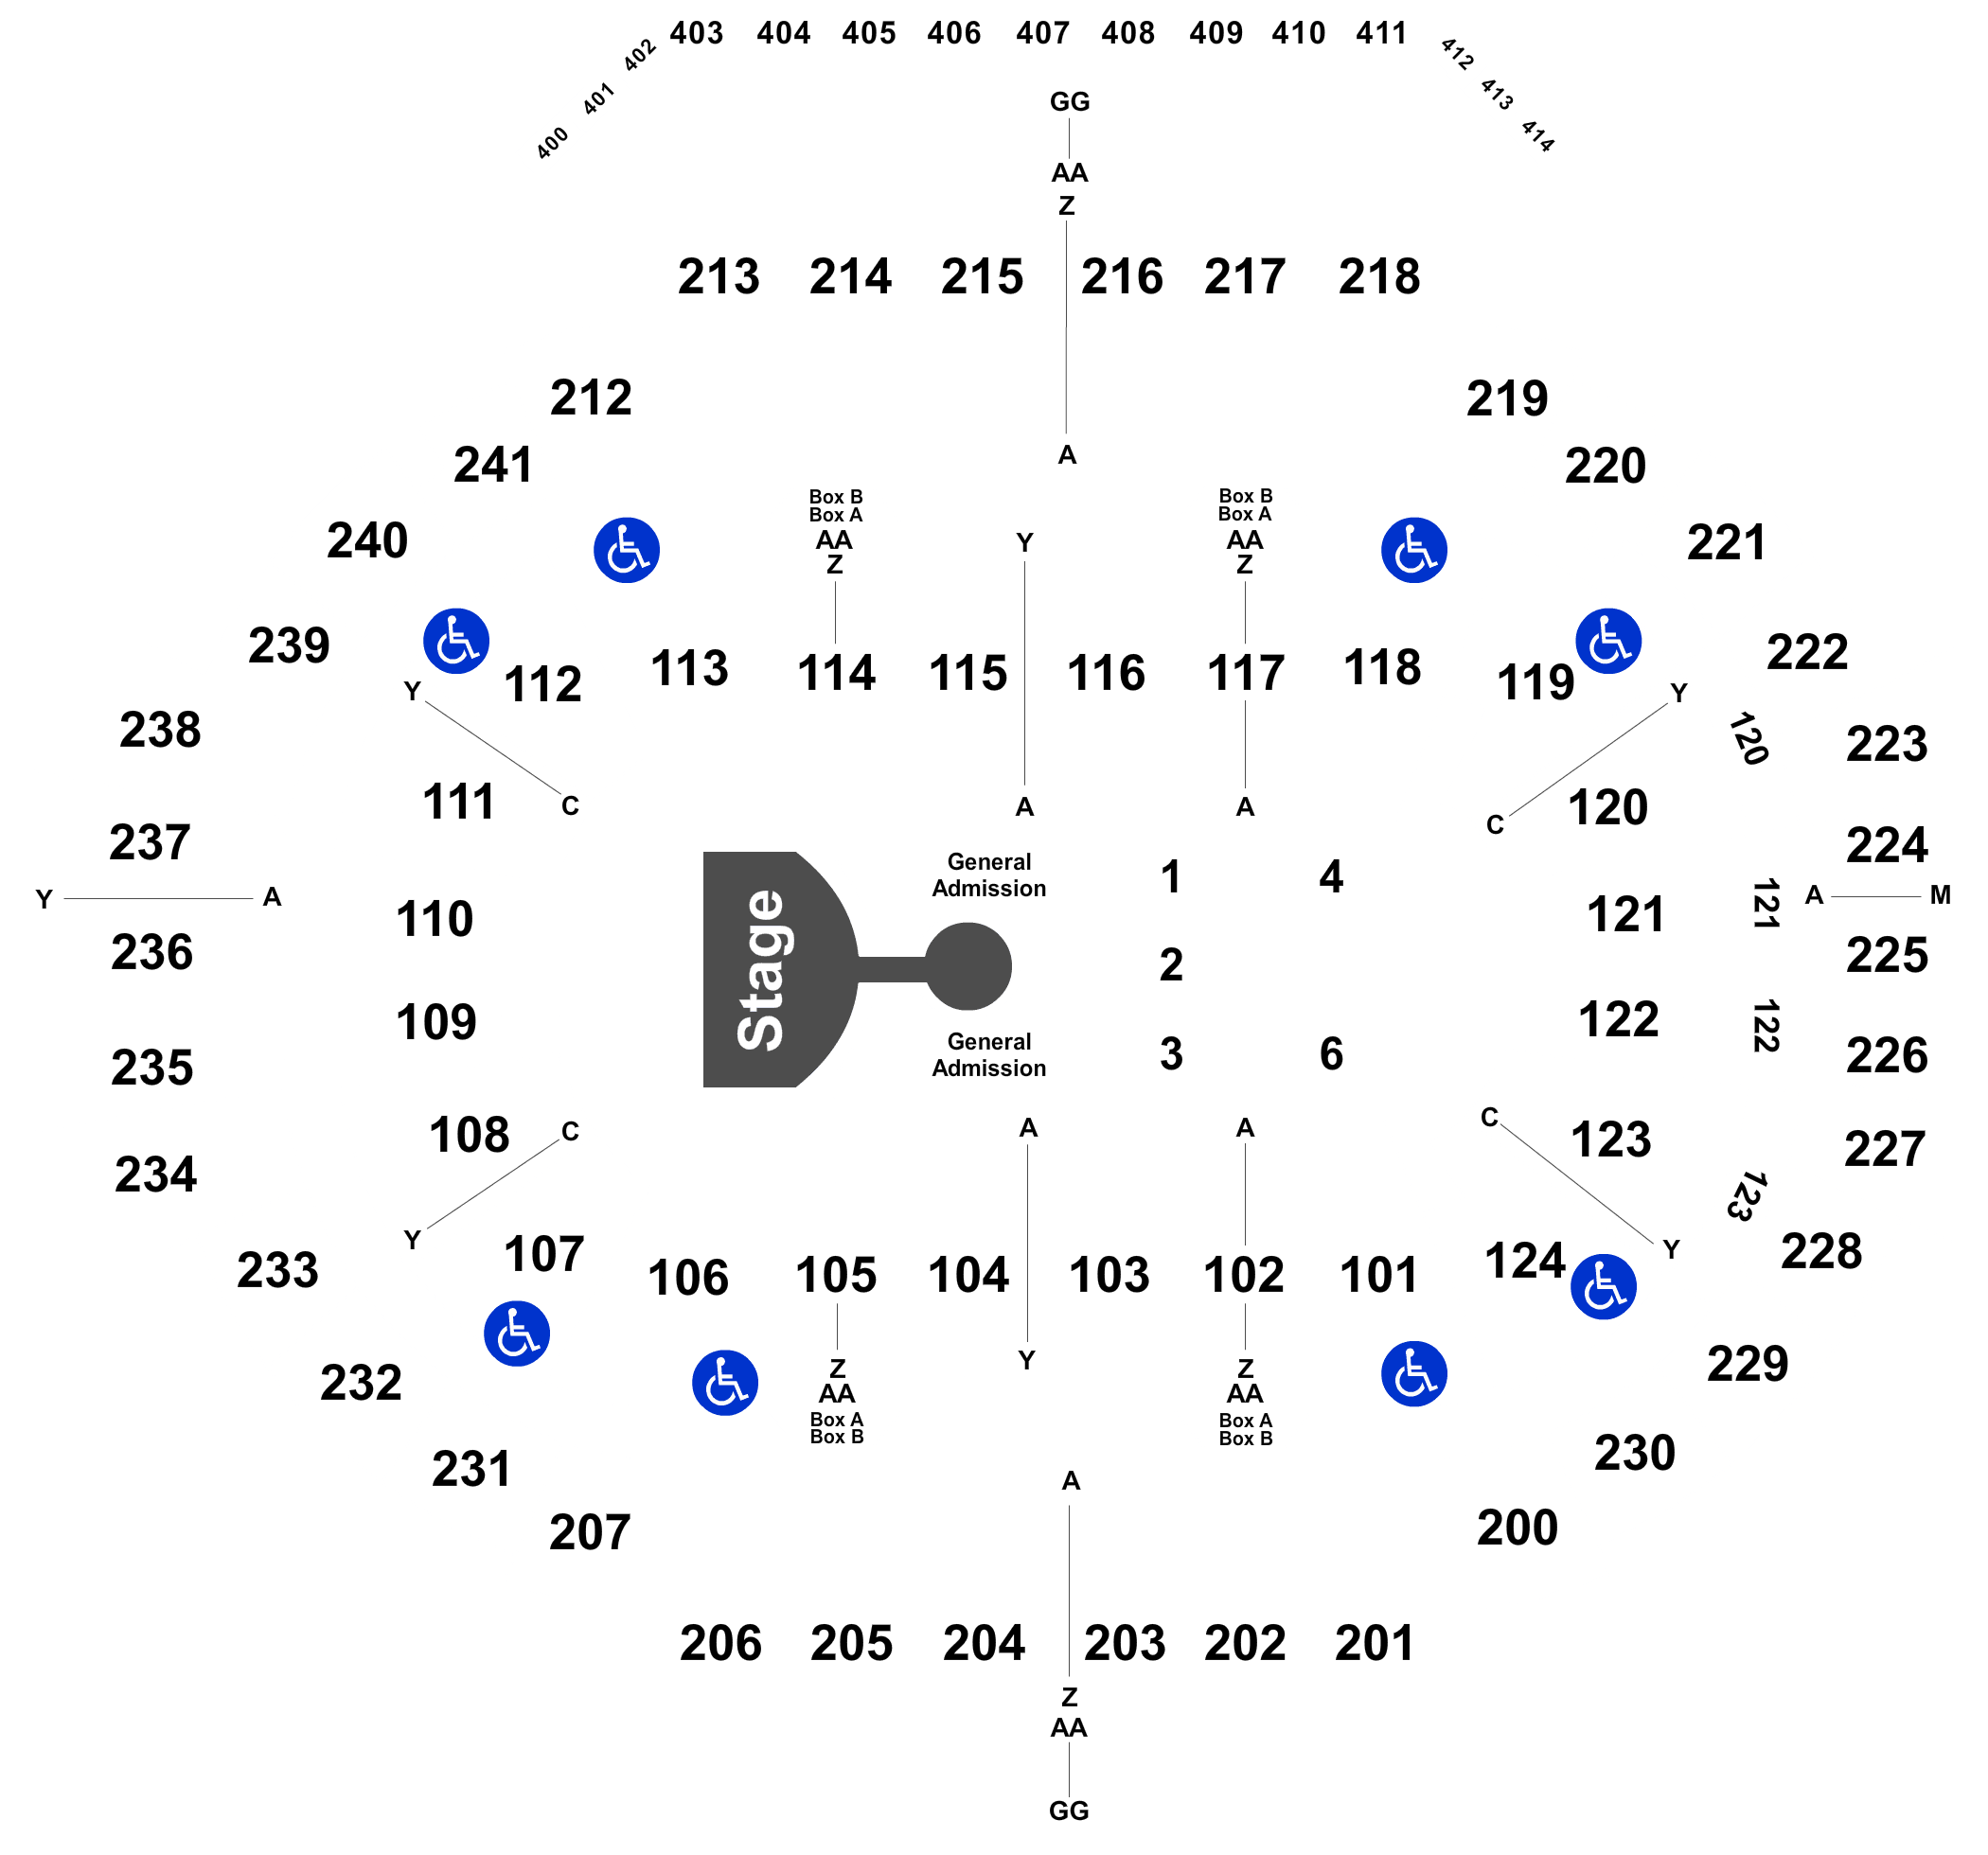 403 404 405 406 407 408 409 410 411
402 412
401 413
400 414
GG
AA
Z
213 214 215 216 217 218
212 219
A
241 220
Box B Box B
Box A Box A
240 AA Y AA 221
Z Z
239 222
113 114 115 116 117 118
Y 112 119 Y
238 120 223
111 C A A C 120
237 224
General
Admission
1 4
Y A 121 A M
110 121
Stage
236 2 225
109 122 122
General
Admission
235 3 6 226
108 C A A C 123 227
234 123
Y 107 124 Y 228
233 106 105 104 103 102 101
Y
Z Z 229
232 AA AA
Box A Box A
Box B Box B
231 A 230
207 200
206 205 204 203 202 201
Z
AA
GG